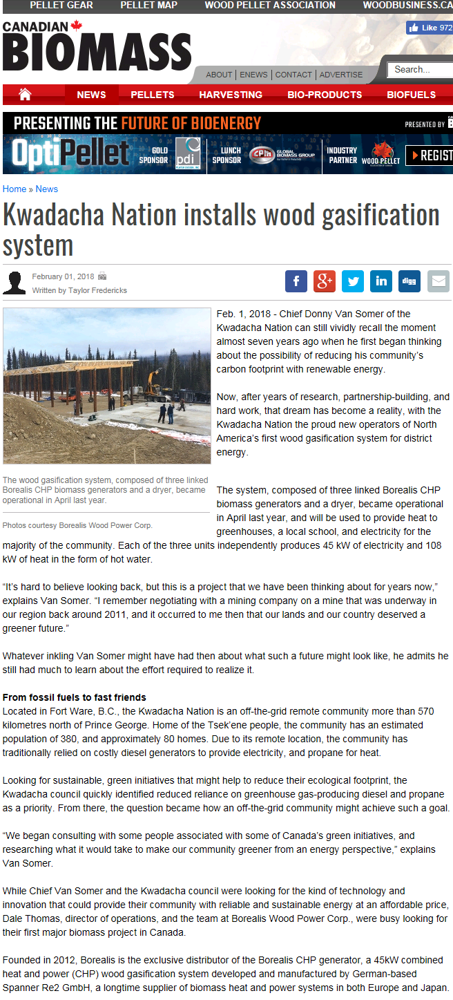 PELLET GEAR PELLET MAP WOOD PELLET ASSOCIATION WOODBUSINESS.CA
CANADIAN
BIOMASS
Like 972
ABOUT ENEWS CONTACT ADVERTISE
Search...
NEWS PELLETS HARVESTING BIO-PRODUCTS BIOFUELS
PRESENTING THE FUTURE OF BIOENERGY
PRESENTED BY
OptiPellet
GOLD
SPONSOR
pdi
LUNCH
SPONSOR
CPM
GLOBAL
BIOMASS GROUP
INDUSTRY
PARTNER
WOOD PELLET
REGIST
Home » News
Kwadacha Nation installs wood gasification
system
February 01, 2018
Written by Taylor Fredericks
f
g+
in
digg
Feb. 1, 2018 - Chief Donny Van Somer of the
Kwadacha Nation can still vividly recall the moment
almost seven years ago when he first began thinking
about the possibility of reducing his community’s
carbon footprint with renewable energy.
Now, after years of research, partnership-building, and
hard work, that dream has become a reality, with the
Kwadacha Nation the proud new operators of North
America’s first wood gasification system for district
energy.
The wood gasification system, composed of three linked
Borealis CHP biomass generators and a dryer, became
operational in April last year.
Photos courtesy Borealis Wood Power Corp.
The system, composed of three linked Borealis CHP
biomass generators and a dryer, became operational
in April last year, and will be used to provide heat to
greenhouses, a local school, and electricity for the
majority of the community. Each of the three units independently produces 45 kW of electricity and 108
kW of heat in the form of hot water.
“It’s hard to believe looking back, but this is a project that we have been thinking about for years now,”
explains Van Somer. “I remember negotiating with a mining company on a mine that was underway in
our region back around 2011, and it occurred to me then that our lands and our country deserved a
greener future.”
Whatever inkling Van Somer might have had then about what such a future might look like, he admits he
still had much to learn about the effort required to realize it.
From fossil fuels to fast friends
Located in Fort Ware, B.C., the Kwadacha Nation is an off-the-grid remote community more than 570
kilometres north of Prince George. Home of the Tsek’ene people, the community has an estimated
population of 380, and approximately 80 homes. Due to its remote location, the community has
traditionally relied on costly diesel generators to provide electricity, and propane for heat.
Looking for sustainable, green initiatives that might help to reduce their ecological footprint, the
Kwadacha council quickly identified reduced reliance on greenhouse gas-producing diesel and propane
as a priority. From there, the question became how an off-the-grid community might achieve such a goal.
“We began consulting with some people associated with some of Canada’s green initiatives, and
researching what it would take to make our community greener from an energy perspective,” explains
Van Somer.
While Chief Van Somer and the Kwadacha council were looking for the kind of technology and
innovation that could provide their community with reliable and sustainable energy at an affordable price,
Dale Thomas, director of operations, and the team at Borealis Wood Power Corp., were busy looking for
their first major biomass project in Canada.
Founded in 2012, Borealis is the exclusive distributor of the Borealis CHP generator, a 45kW combined
heat and power (CHP) wood gasification system developed and manufactured by German-based
Spanner Re2 GmbH, a longtime supplier of biomass heat and power systems in both Europe and Japan.